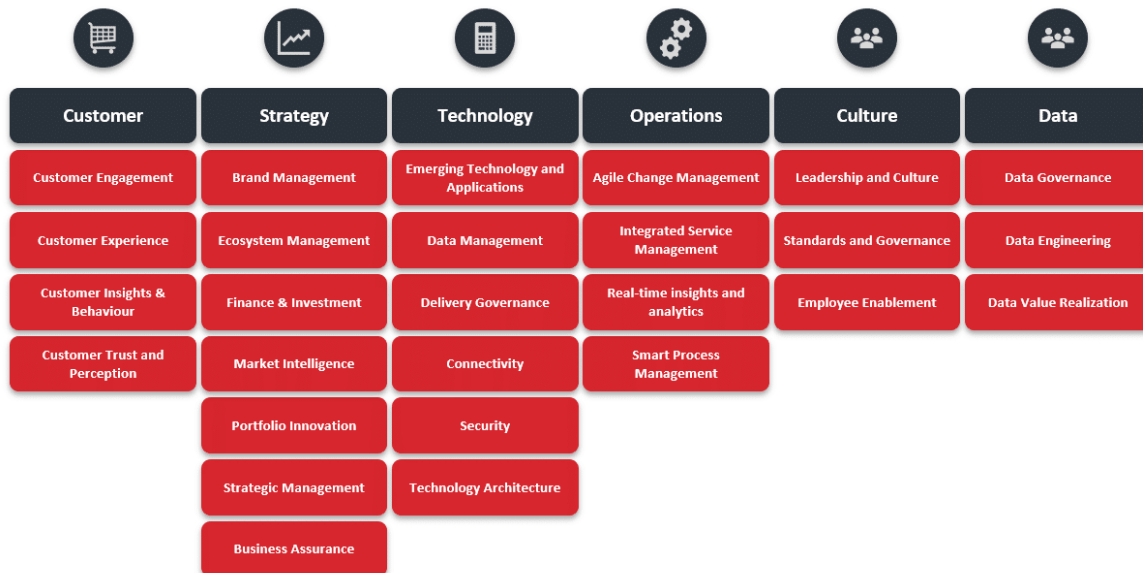 Customer
Strategy
Technology
Operations
Culture
Data
Customer Engagement
Brand Management
Emerging Technology and
Applications
Agile Change Management
Leadership and Culture
Data Governance
Customer Experience
Ecosystem Management
Data Management
Integrated Service
Management
Standards and Governance
Data Engineering
Customer Insights &
Behaviour
Finance & Investment
Delivery Governance
Real-time insights and
analytics
Employee Enablement
Data Value Realization
Customer Trust and
Perception
Market Intelligence
Connectivity
Smart Process
Management
Portfolio Innovation
Security
Strategic Management
Technology Architecture
Business Assurance